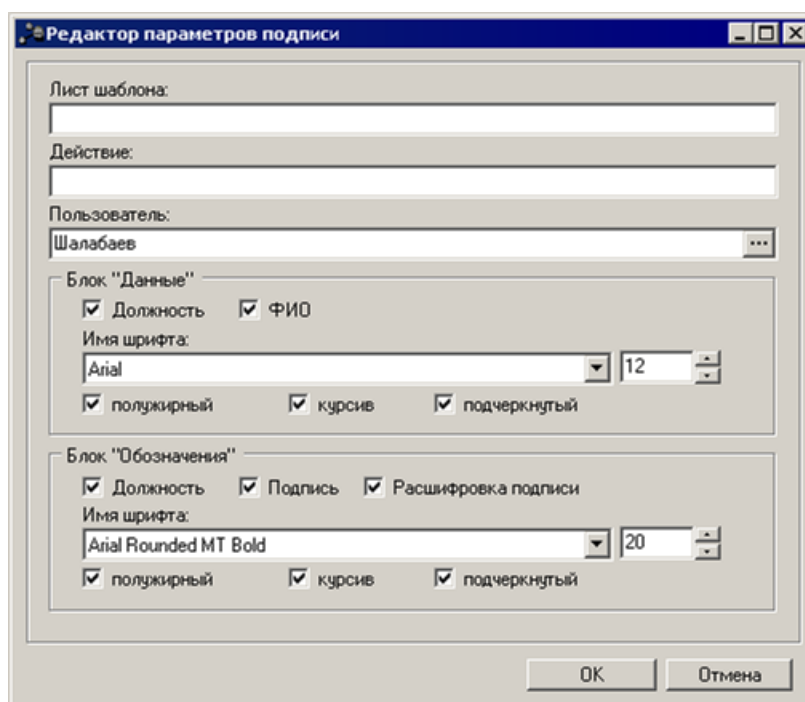 Редактор параметров подписи
Лист шаблона:
Действие:
Пользователь:
Шалабаев
Блок "Данные"
Должность ФИО
Имя шрифта:
Arial 12
полужирный курсив подчеркнутый
Блок "Обозначения"
Должность Подпись Расшифровка подписи
Имя шрифта:
Arial Rounded MT Bold 20
полужирный курсив подчеркнутый
OK Отмена